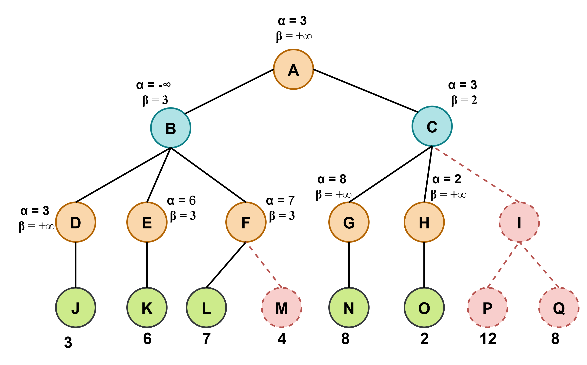 α = 3
β = +∞
A
α = -∞
β = 3
α = 3
β = 2
B
C
α = 3
β = +∞
α = 6
β = 3
α = 7
β = 3
α = 8
β = +∞
α = 2
β = +∞
D
E
F
G
H
I
J
K
L
M
N
O
P
Q
3
6
7
4
8
2
12
8